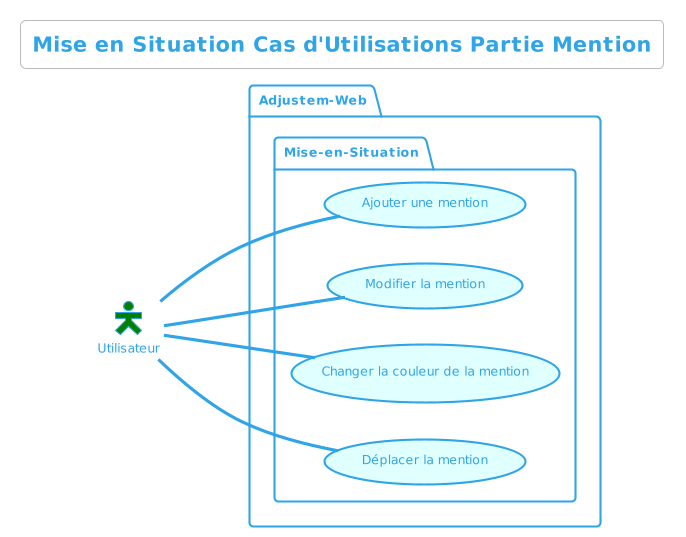 Mise en Situation Cas d'Utilisations Partie Mention
Adjustem-Web
Mise-en-Situation
Ajouter une mention
Modifier la mention
Utilisateur
Changer la couleur de la mention
Déplacer la mention